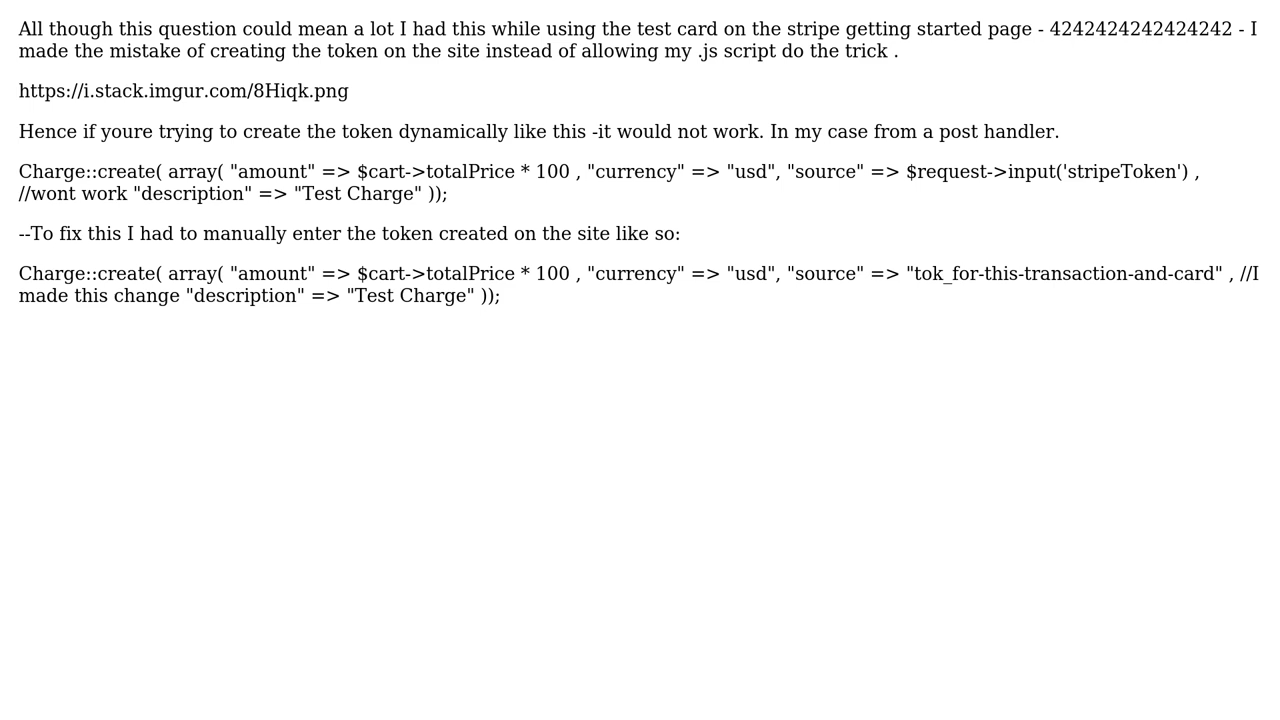 All though this question could mean a lot I had this while using the test card on the stripe getting started page - 4242424242424242 - I
made the mistake of creating the token on the site instead of allowing my .js script do the trick .
https://i.stack.imgur.com/8Hiqk.png
Hence if youre trying to create the token dynamically like this -it would not work. In my case from a post handler.
Charge::create( array( "amount" => $cart->totalPrice * 100 , "currency" => "usd", "source" => $request->input('stripeToken') ,
//wont work "description" => "Test Charge" ));
--To fix this I had to manually enter the token created on the site like so:
Charge::create( array( "amount" => $cart->totalPrice * 100 , "currency" => "usd", "source" => "tok_for-this-transaction-and-card" , //I
made this change "description" => "Test Charge" ));